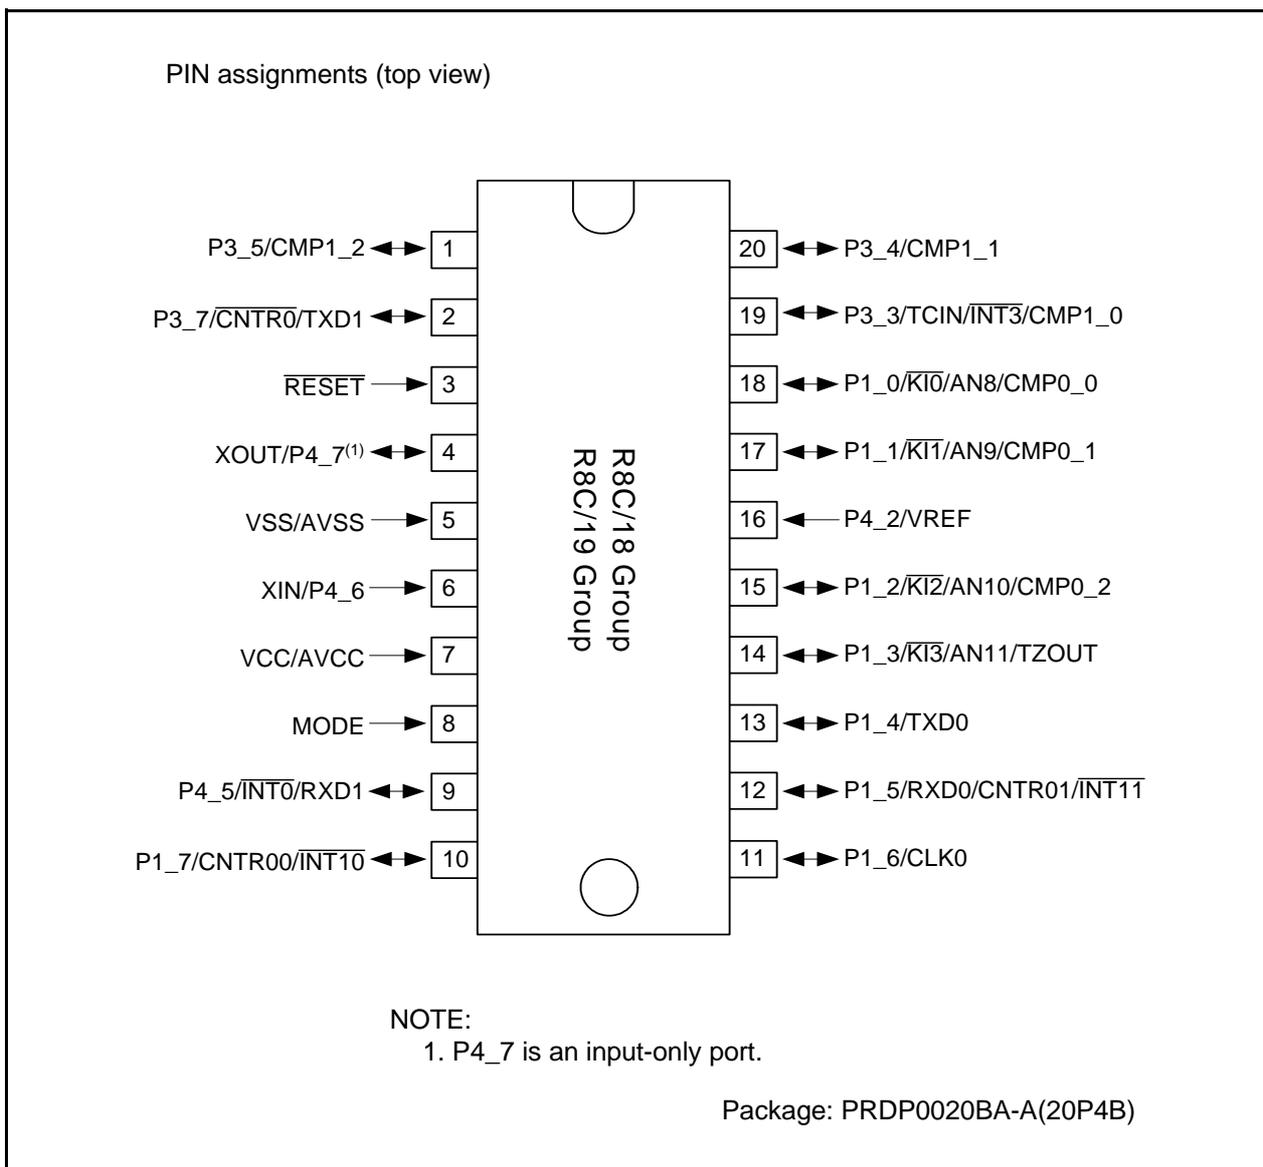 PIN assignments (top view)
P3_5/CMP1_2 1
20 P3_4/CMP1_1
P3_7/CNTR0/TXD1 2
19 P3_3/TCIN/INT3/CMP1_0
RESET 3
18 P1_0/KI0/AN8/CMP0_0
XOUT/P4_7(1) 4
17 P1_1/KI1/AN9/CMP0_1
VSS/AVSS 5
16 P4_2/VREF
XIN/P4_6 6
15 P1_2/KI2/AN10/CMP0_2
VCC/AVCC 7
14 P1_3/KI3/AN11/TZOUT
MODE 8
13 P1_4/TXD0
P4_5/INT0/RXD1 9
12 P1_5/RXD0/CNTR01/INT11
P1_7/CNTR00/INT10 10
11 P1_6/CLK0
R8C/18 Group
R8C/19 Group
NOTE:
1. P4_7 is an input-only port.
Package: PRDP0020BA-A(20P4B)